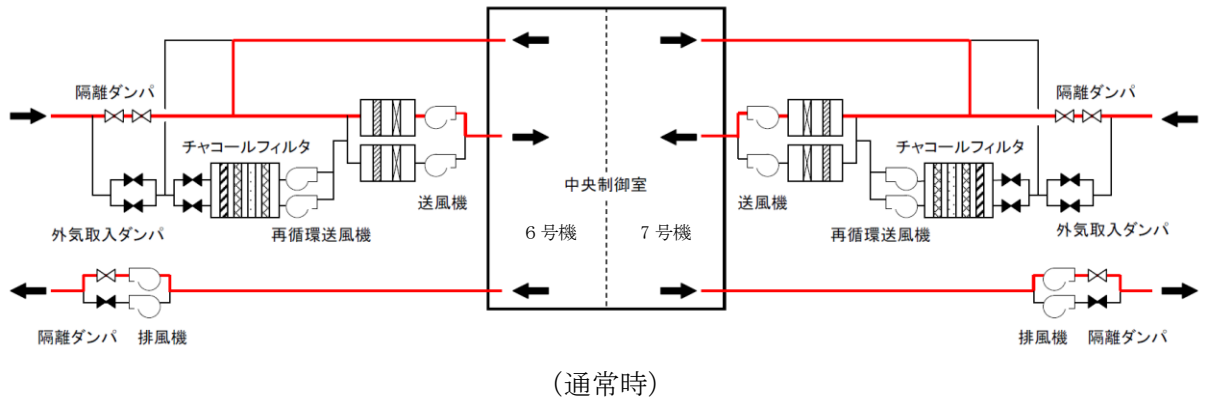 隔離ダンパ
隔離ダンパ
チャコールフィルタ
チャコールフィルタ
中央制御室
送風機
送風機
外気取入ダンパ
再循環送風機
6号機
7号機
再循環送風機
外気取入ダンパ
隔離ダンパ
排風機
排風機
隔離ダンパ
(通常時)